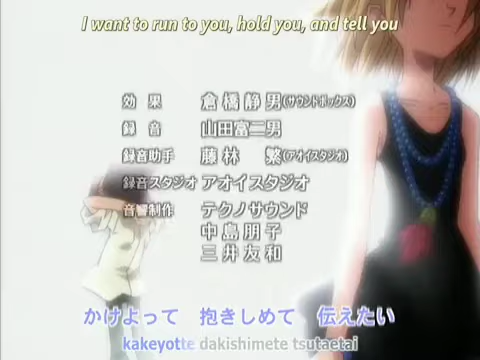 I want to run to you, hold you, and tell you
効 果 倉橋静男(サウンドボックス)
録 音 山田富二男
録音助手 藤林 繁(アオイスタジオ)
録音スタジオ アオイスタジオ
音響制作 テクノサウンド
中島朋子
三井友和
かけよって 抱きしめて 伝えたい
kakeyotte dakishimete tsutaetai